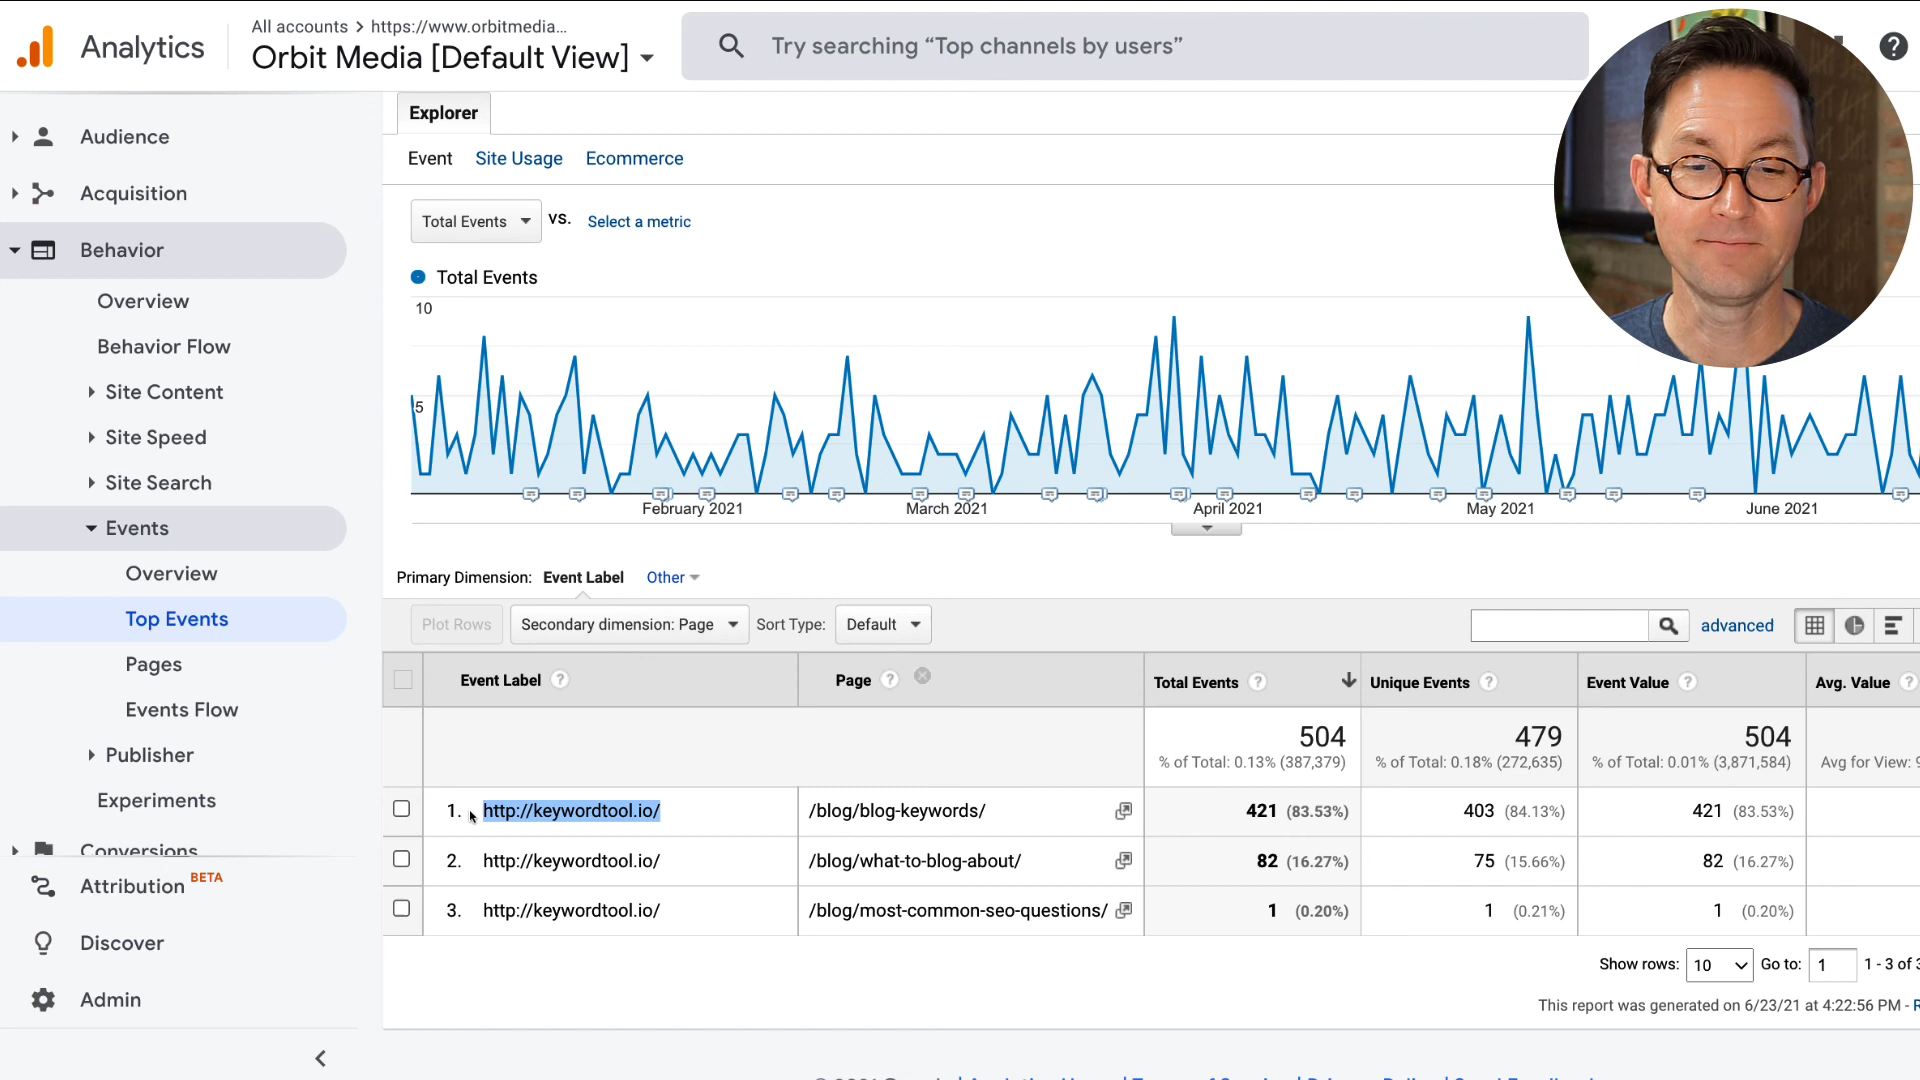 Analytics
All accounts > https://www.orbitmedia...
Orbit Media [Default View]
Try searching “Top channels by users”
Audience
Acquisition
Behavior
Overview
Behavior Flow
Site Content
Site Speed
Site Search
Events
Overview
Top Events
Pages
Events Flow
Publisher
Experiments
Conversions
Attribution BETA
Discover
Admin
Explorer
Event Site Usage Ecommerce
Total Events vs. Select a metric
Total Events
10
5
February 2021 March 2021 April 2021 May 2021 June 2021
Primary Dimension: Event Label Other
Plot Rows Secondary dimension: Page Sort Type: Default advanced
Event Label ? Page ? Total Events ? Unique Events ? Event Value ? Avg. Value ?
504 479 504
% of Total: 0.13% (387,379) % of Total: 0.18% (272,635) % of Total: 0.01% (3,871,584) Avg for View:
1. http://keywordtool.io/ /blog/blog-keywords/ 421 (83.53%) 403 (84.13%) 421 (83.53%)
2. http://keywordtool.io/ /blog/what-to-blog-about/ 82 (16.27%) 75 (15.66%) 82 (16.27%)
3. http://keywordtool.io/ /blog/most-common-seo-questions/ 1 (0.20%) 1 (0.21%) 1 (0.20%)
Show rows: 10 Go to: 1 1 - 3 of
This report was generated on 6/23/21 at 4:22:56 PM -